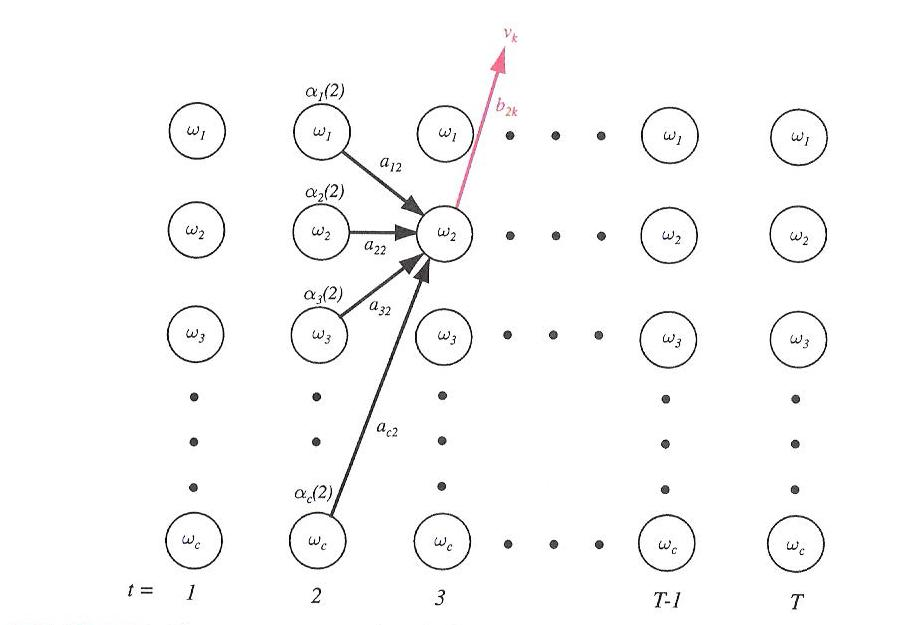 v_k
α_1(2)
b_2k
ω_1 ω_1 ω_1 ω_1 ω_1
a_12
α_2(2)
ω_2 ω_2 ω_2 ω_2 ω_2
a_22
α_3(2)
a_32
ω_3 ω_3 ω_3 ω_3 ω_3
a_c2
α_c(2)
ω_c ω_c ω_c ω_c ω_c
t = 1 2 3 T-1 T